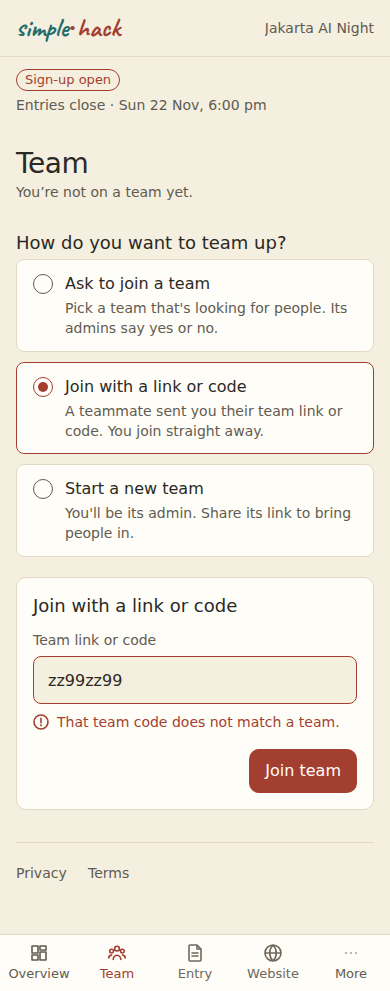 simple·hack
Jakarta AI Night
Sign-up open
Entries close · Sun 22 Nov, 6:00 pm
Team
You’re not on a team yet.
How do you want to team up?
Ask to join a team
Pick a team that's looking for people. Its
admins say yes or no.
Join with a link or code
A teammate sent you their team link or
code. You join straight away.
Start a new team
You'll be its admin. Share its link to bring
people in.
Join with a link or code
Team link or code
zz99zz99
That team code does not match a team.
Join team
Privacy Terms
Overview Team Entry Website More